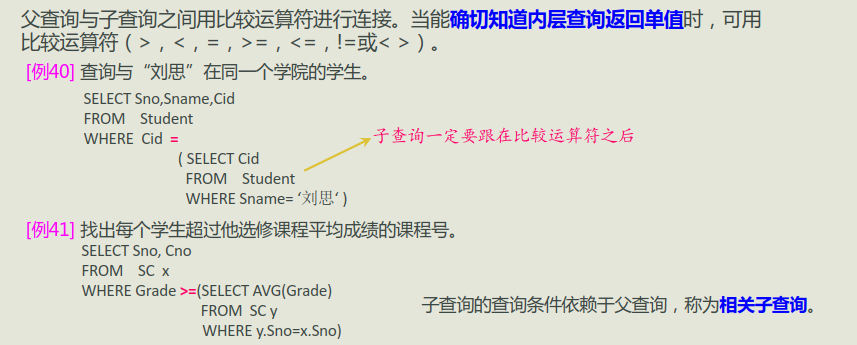 父查询与子查询之间用比较运算符进行连接。当能确切知道内层查询返回单值时，可用
比较运算符（>，<，=，>=，<=，!=或< >）。
[例40] 查询与“刘思”在同一个学院的学生。
SELECT Sno,Sname,Cid
FROM Student
WHERE Cid =
子查询一定要跟在比较运算符之后
( SELECT Cid
FROM Student
WHERE Sname= ‘刘思‘ )
[例41] 找出每个学生超过他选修课程平均成绩的课程号。
SELECT Sno, Cno
FROM SC x
WHERE Grade >=(SELECT AVG(Grade)
FROM SC y
子查询的查询条件依赖于父查询，称为相关子查询。
WHERE y.Sno=x.Sno)